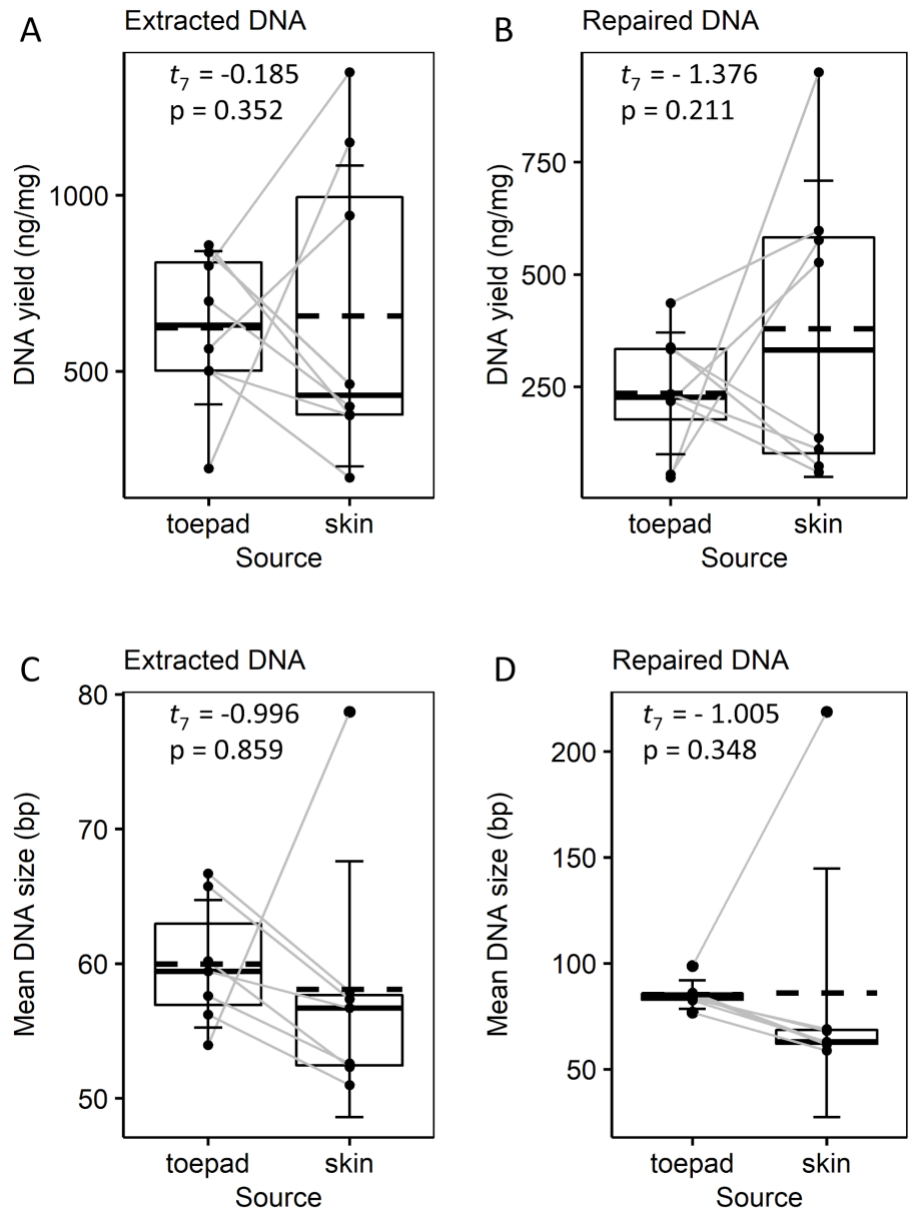 A
Extracted DNA
t7 = -0.185
p = 0.352
DNA yield (ng/mg)
1000
500
toepad
skin
Source
B
Repaired DNA
t7 = - 1.376
p = 0.211
DNA yield (ng/mg)
750
500
250
toepad
skin
Source
C
Extracted DNA
t7 = -0.996
p = 0.859
Mean DNA size (bp)
80
70
60
50
toepad
skin
Source
D
Repaired DNA
t7 = - 1.005
p = 0.348
Mean DNA size (bp)
200
150
100
50
toepad
skin
Source